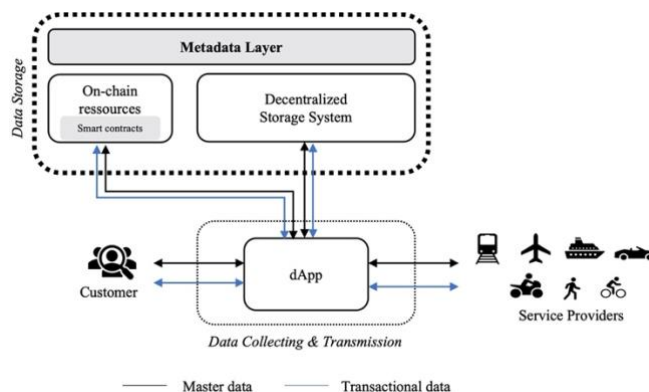 Metadata Layer
Data Storage
On-chain
ressources
Smart contracts
Decentralized
Storage System
Customer
dApp
Service Providers
Data Collecting & Transmission
Master data
Transactional data